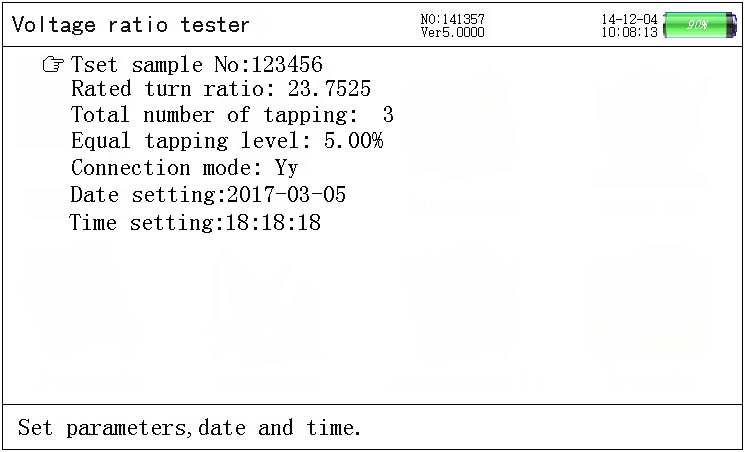 Voltage ratio tester
NO:141357
Ver5.0000
14-12-04
10:08:13
90%
Tset sample No:123456
Rated turn ratio: 23.7525
Total number of tapping: 3
Equal tapping level: 5.00%
Connection mode: Yy
Date setting:2017-03-05
Time setting:18:18:18
Set parameters,date and time.